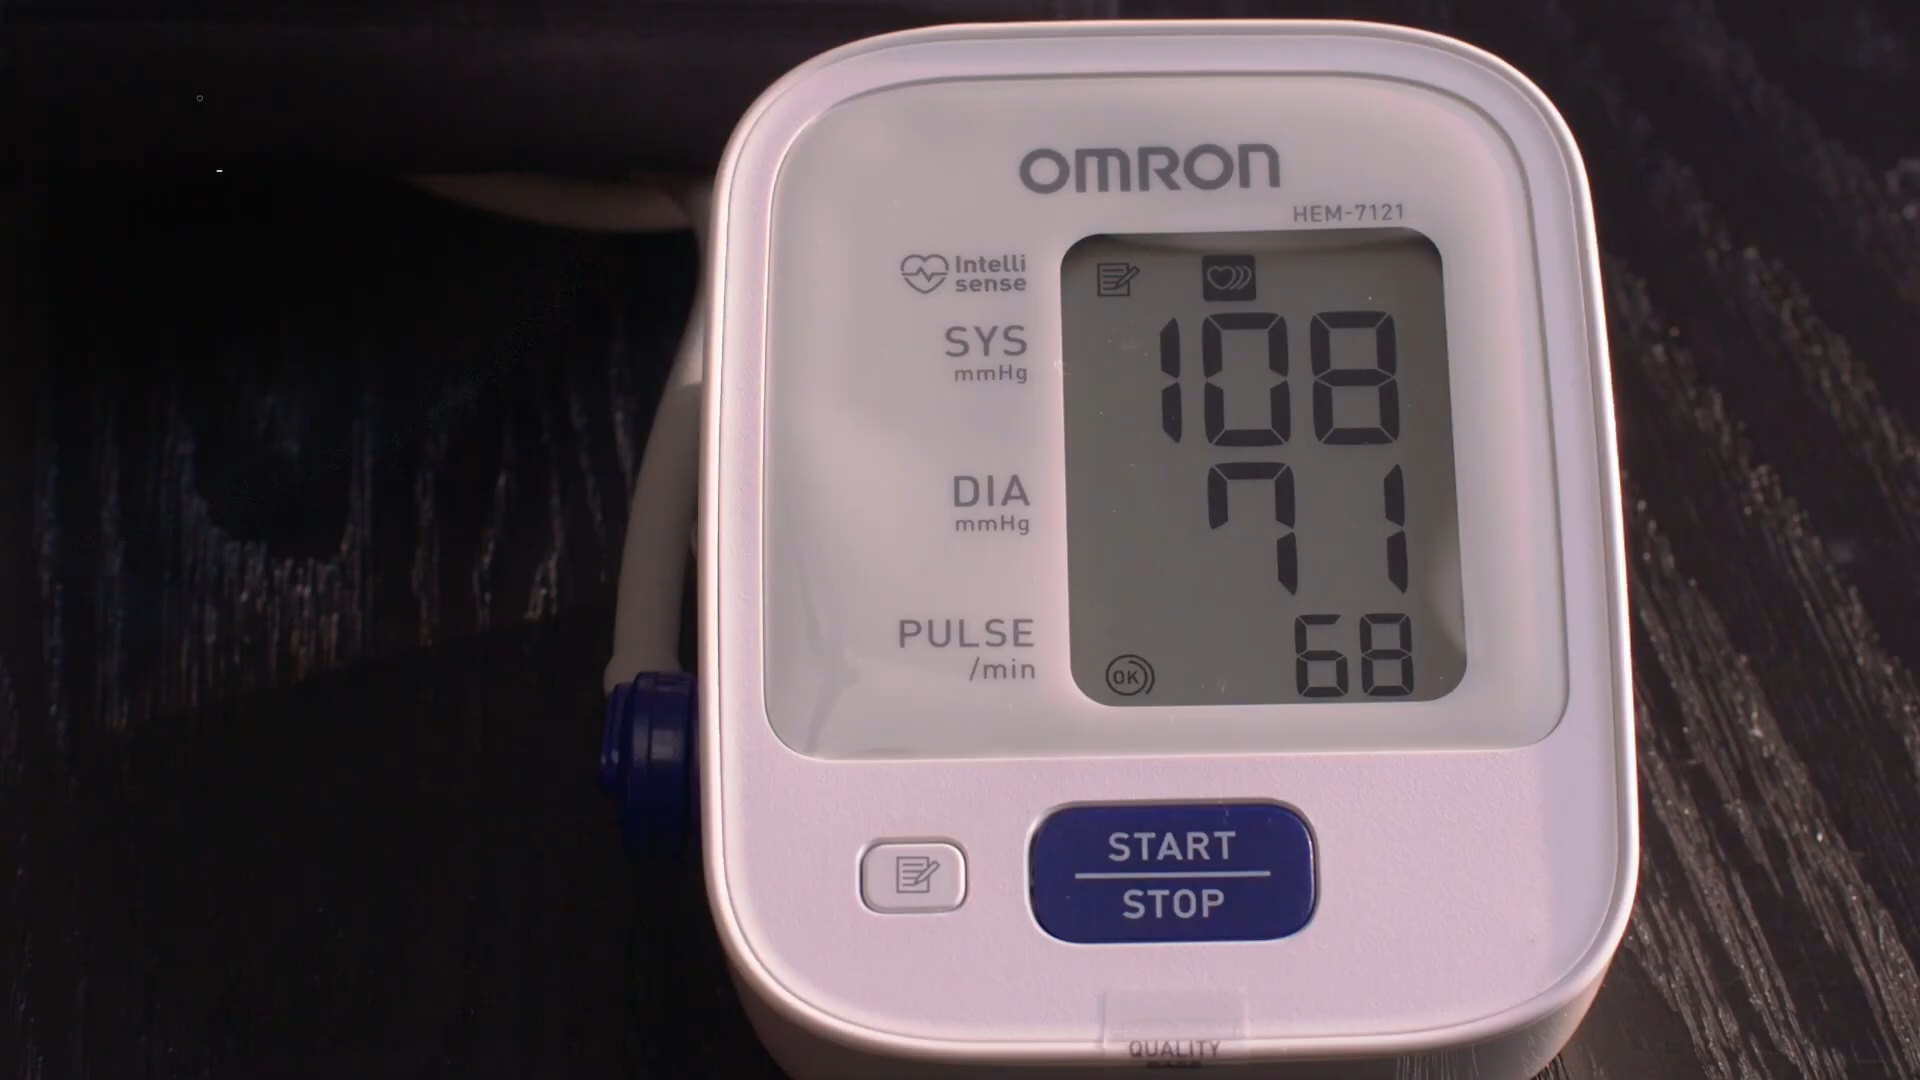 OMRON
HEM-7121
Intelli
sense
SYS
mmHg
108
DIA
mmHg
71
PULSE
/min
68
OK
START
STOP
QUALITY